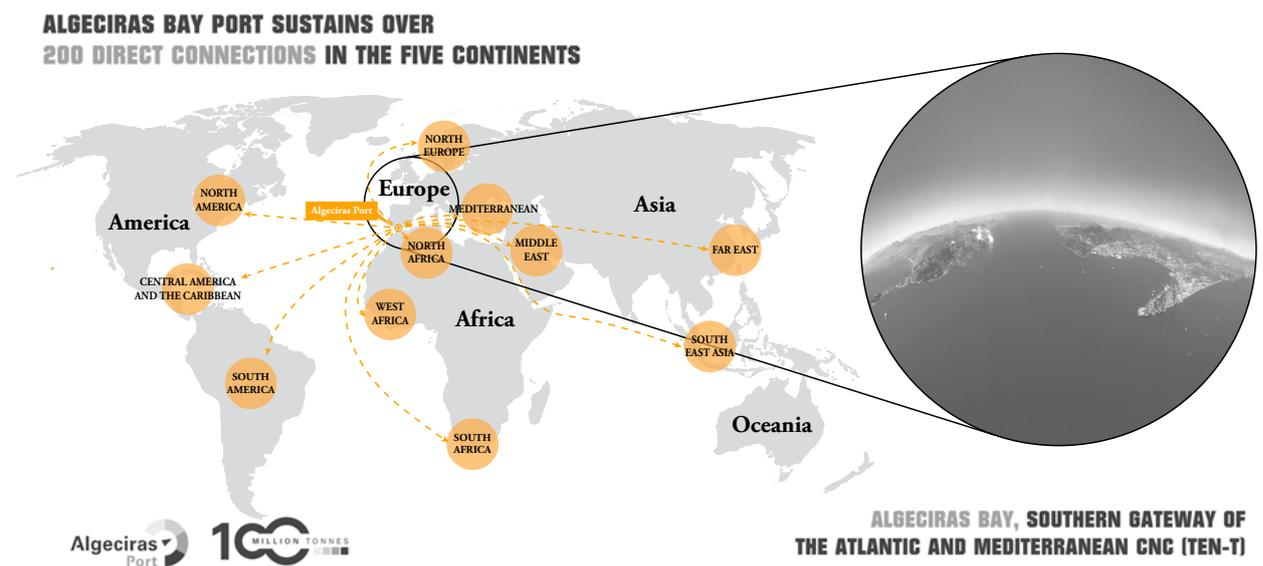 ALGECIRAS BAY PORT SUSTAINS OVER
200 DIRECT CONNECTIONS IN THE FIVE CONTINENTS
NORTH
EUROPE
Europe
NORTH
AMERICA
America
Algeciras Port
MEDITERRANEAN
Asia
NORTH
AFRICA
MIDDLE
EAST
FAR EAST
CENTRAL AMERICA
AND THE CARIBBEAN
WEST
AFRICA
Africa
SOUTH
EAST ASIA
SOUTH
AMERICA
Oceania
SOUTH
AFRICA
Algeciras
Port
100
MILLION TONNES
ALGECIRAS BAY, SOUTHERN GATEWAY OF
THE ATLANTIC AND MEDITERRANEAN CNC (TEN-T)